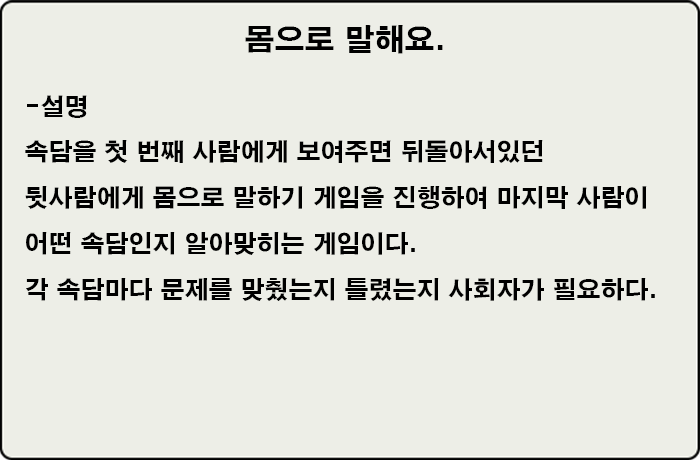 몸으로 말해요.
-설명
속담을 첫 번째 사람에게 보여주면 뒤돌아서있던
뒷사람에게 몸으로 말하기 게임을 진행하여 마지막 사람이
어떤 속담인지 알아맞히는 게임이다.
각 속담마다 문제를 맞췄는지 틀렸는지 사회자가 필요하다.